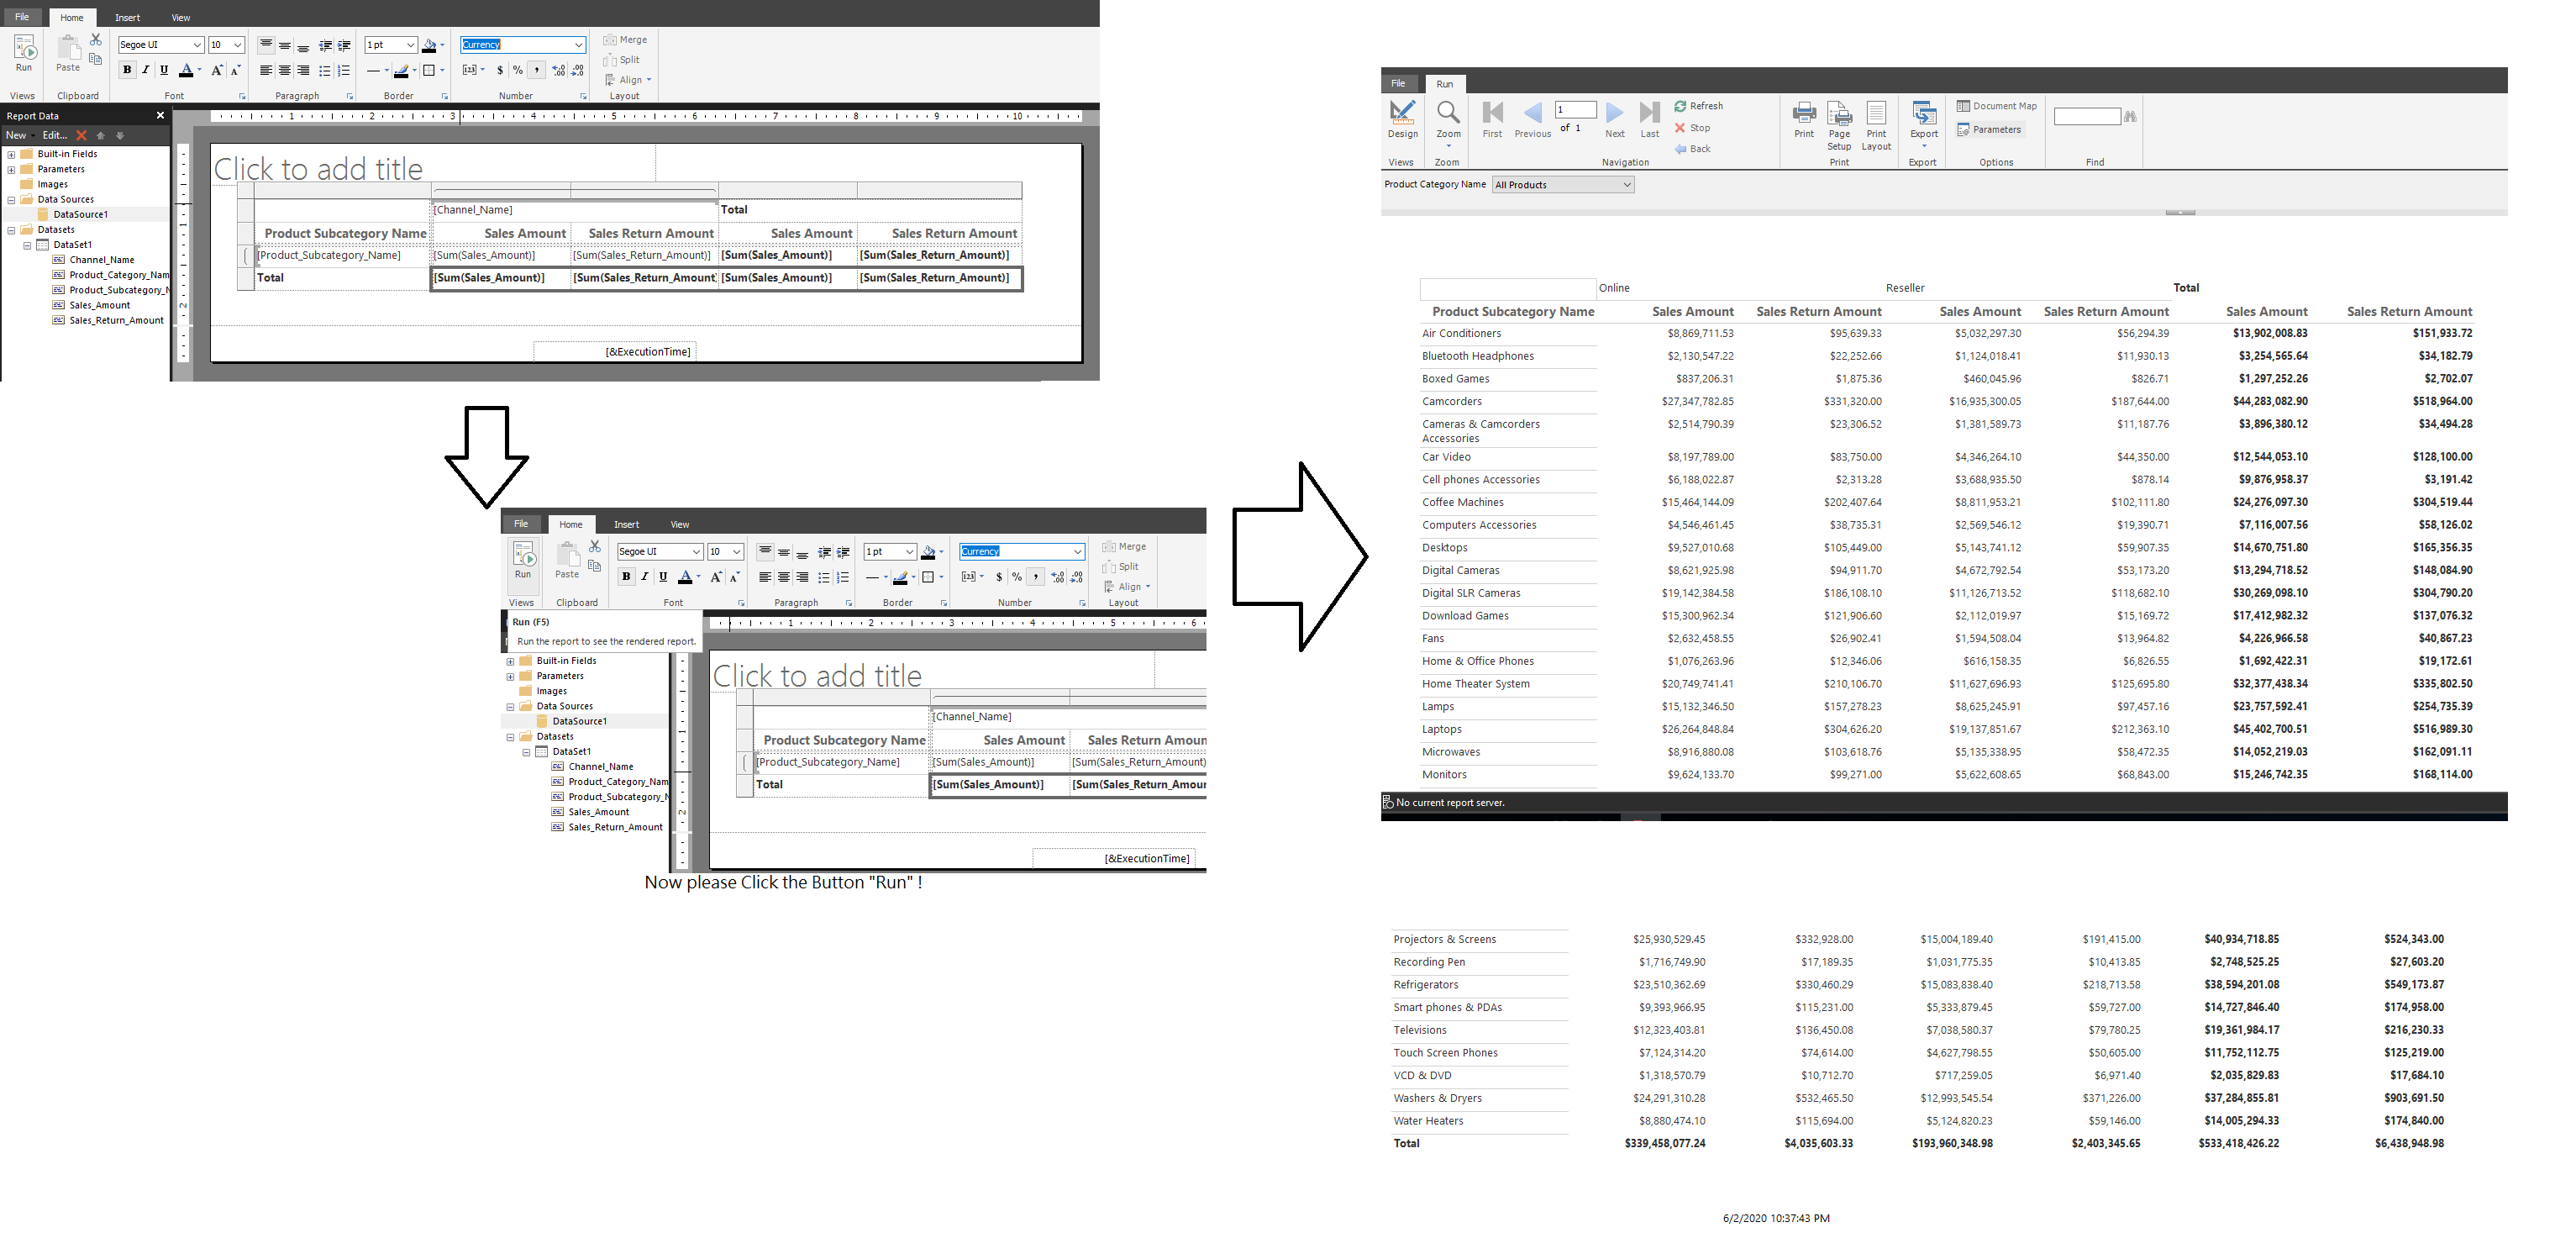 File Home Insert View
Segoe UI 10 1 pt Currency Merge
Split
Run Paste B I U A A A $ % , Align
Views Clipboard Font Paragraph Border Number Layout
Report Data
New Edit...
Built-in Fields
Parameters
Images
Data Sources
DataSource1
Datasets
DataSet1
Channel_Name
Product_Category_Nam
Product_Subcategory_N
Sales_Amount
Sales_Return_Amount
1 2 3 4 5 6 7 8 9 10
1
2
Click to add title
[Channel_Name] Total
Product Subcategory Name Sales Amount Sales Return Amount Sales Amount Sales Return Amount
[Product_Subcategory_Name] [Sum(Sales_Amount)] [Sum(Sales_Return_Amount)] [Sum(Sales_Amount)] [Sum(Sales_Return_Amount)]
Total [Sum(Sales_Amount)] [Sum(Sales_Return_Amount [Sum(Sales_Amount)] [Sum(Sales_Return_Amount)]
[&ExecutionTime]
File Home Insert View
Segoe UI 10 1 pt Currency Merge
Split
Run Paste B I U A A A $ % , Align
Views Clipboard Font Paragraph Border Number Layout
Run (F5)
Run the report to see the rendered report.
Built-in Fields
Parameters
Images
Data Sources
DataSource1
Datasets
DataSet1
Channel_Name
Product_Category_Nam
Product_Subcategory_N
Sales_Amount
Sales_Return_Amount
1 2 3 4 5 6
1
2
Click to add title
[Channel_Name]
Product Subcategory Name Sales Amount Sales Return Amoun
[Product_Subcategory_Name] [Sum(Sales_Amount)] [Sum(Sales_Return_Amount)
Total [Sum(Sales_Amount)] [Sum(Sales_Return_Amoun
[&ExecutionTime]
Now please Click the Button "Run" !
File Run
1 Refresh Document Map
of 1 Stop Parameters
Design Zoom First Previous Next Last Print Page Setup Print Layout Export
Back
Views Zoom Navigation Print Export Options Find
Product Category Name All Products
Online Reseller Total
Product Subcategory Name Sales Amount Sales Return Amount Sales Amount Sales Return Amount Sales Amount Sales Return Amount
Air Conditioners $8,869,711.53 $95,639.33 $5,032,297.30 $56,294.39 $13,902,008.83 $151,933.72
Bluetooth Headphones $2,130,547.22 $22,252.66 $1,124,018.41 $11,930.13 $3,254,565.64 $34,182.79
Boxed Games $837,206.31 $1,875.36 $460,045.96 $826.71 $1,297,252.26 $2,702.07
Camcorders $27,347,782.85 $331,320.00 $16,935,300.05 $187,644.00 $44,283,082.90 $518,964.00
Cameras & Camcorders $2,514,790.39 $23,306.52 $1,381,589.73 $11,187.76 $3,896,380.12 $34,494.28
Accessories
Car Video $8,197,789.00 $83,750.00 $4,346,264.10 $44,350.00 $12,544,053.10 $128,100.00
Cell phones Accessories $6,188,022.87 $2,313.28 $3,688,935.50 $878.14 $9,876,958.37 $3,191.42
Coffee Machines $15,464,144.09 $202,407.64 $8,811,953.21 $102,111.80 $24,276,097.30 $304,519.44
Computers Accessories $4,546,461.45 $38,735.31 $2,569,546.12 $19,390.71 $7,116,007.56 $58,126.02
Desktops $9,527,010.68 $105,449.00 $5,143,741.12 $59,907.35 $14,670,751.80 $165,356.35
Digital Cameras $8,621,925.98 $94,911.70 $4,672,792.54 $53,173.20 $13,294,718.52 $148,084.90
Digital SLR Cameras $19,142,384.58 $186,108.10 $11,126,713.52 $118,682.10 $30,269,098.10 $304,790.20
Download Games $15,300,962.34 $121,906.60 $2,112,019.97 $15,169.72 $17,412,982.32 $137,076.32
Fans $2,632,458.55 $26,902.41 $1,594,508.04 $13,964.82 $4,226,966.58 $40,867.23
Home & Office Phones $1,076,263.96 $12,346.06 $616,158.35 $6,826.55 $1,692,422.31 $19,172.61
Home Theater System $20,749,741.41 $210,106.70 $11,627,696.93 $125,695.80 $32,377,438.34 $335,802.50
Lamps $15,132,346.50 $157,278.23 $8,625,245.91 $97,457.16 $23,757,592.41 $254,735.39
Laptops $26,264,848.84 $304,626.20 $19,137,851.67 $212,363.10 $45,402,700.51 $516,989.30
Microwaves $8,916,880.08 $103,618.76 $5,135,338.95 $58,472.35 $14,052,219.03 $162,091.11
Monitors $9,624,133.70 $99,271.00 $5,622,608.65 $68,843.00 $15,246,742.35 $168,114.00
No current report server.
Projectors & Screens $25,930,529.45 $332,928.00 $15,004,189.40 $191,415.00 $40,934,718.85 $524,343.00
Recording Pen $1,716,749.90 $17,189.35 $1,031,775.35 $10,413.85 $2,748,525.25 $27,603.20
Refrigerators $23,510,362.69 $330,460.29 $15,083,838.40 $218,713.58 $38,594,201.08 $549,173.87
Smart phones & PDAs $9,393,966.95 $115,231.00 $5,333,879.45 $59,727.00 $14,727,846.40 $174,958.00
Televisions $12,323,403.81 $136,450.08 $7,038,580.37 $79,780.25 $19,361,984.17 $216,230.33
Touch Screen Phones $7,124,314.20 $74,614.00 $4,627,798.55 $50,605.00 $11,752,112.75 $125,219.00
VCD & DVD $1,318,570.79 $10,712.70 $717,259.05 $6,971.40 $2,035,829.83 $17,684.10
Washers & Dryers $24,291,310.28 $532,465.50 $12,993,545.54 $371,226.00 $37,284,855.81 $903,691.50
Water Heaters $8,880,474.10 $115,694.00 $5,124,820.23 $59,146.00 $14,005,294.33 $174,840.00
Total $339,458,077.24 $4,035,603.33 $193,960,348.98 $2,403,345.65 $533,418,426.22 $6,438,948.98
6/2/2020 10:37:43 PM